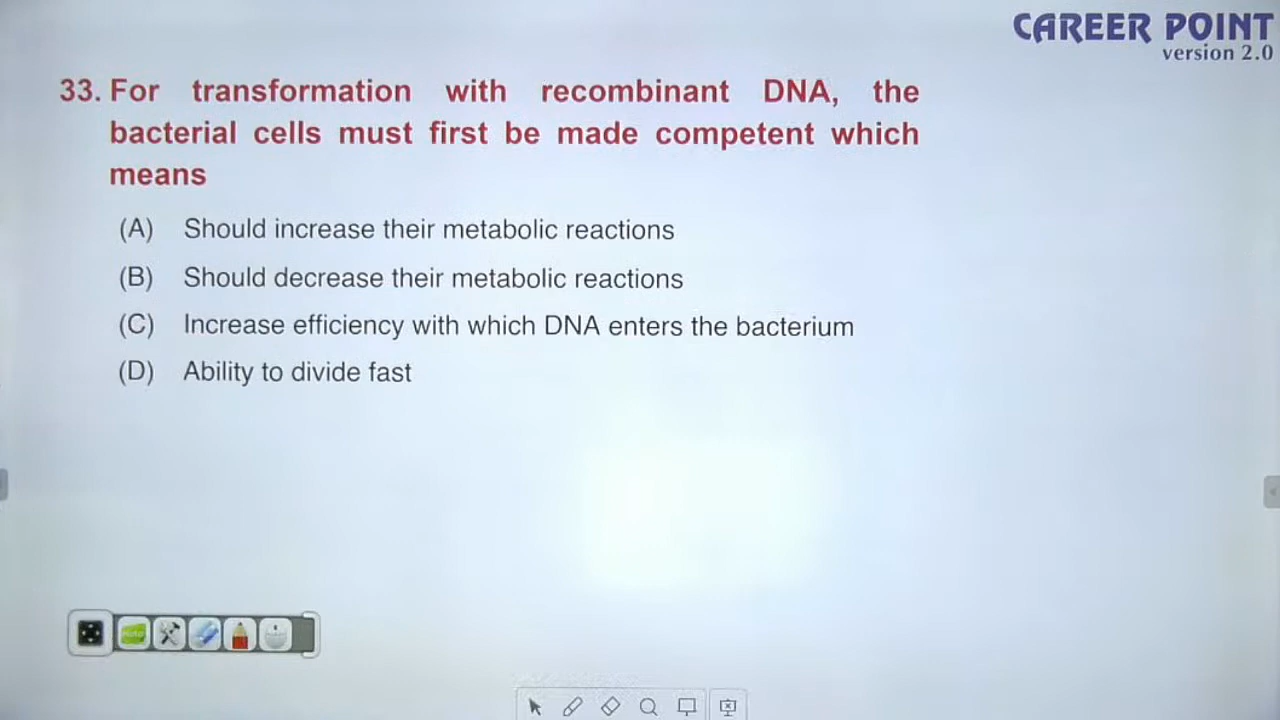 CAREER POINT
version 2.0
33. For transformation with recombinant DNA, the
bacterial cells must first be made competent which
means
(A) Should increase their metabolic reactions
(B) Should decrease their metabolic reactions
(C) Increase efficiency with which DNA enters the bacterium
(D) Ability to divide fast